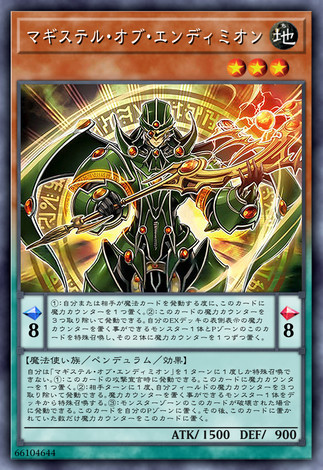 マギステル・オブ・エンディミオン
地
8
①:自分または相手が魔法カードを発動する度に、このカードに
魔力カウンターを1つ置く。②:このカードの魔力カウンターを
3つ取り除いて発動できる。自分のEXデッキの表側表示の魔力
カウンターを置く事ができるモンスター1体とPゾーンのこの
カードを特殊召喚し、その2体に魔力カウンターを1つずつ置く。
8
【魔法使い族/ペンデュラム/効果】
自分は「マギステル・オブ・エンディミオン」を1ターンに1度しか特殊召喚
できない。①:このカードの攻撃宣言時に発動できる。このカードに魔力カウンタ
ーを1つ置く。②:相手ターンに1度、自分フィールドの魔力カウンターを3つ
取り除いて発動できる。魔力カウンターを置く事ができるモンスター1体をデ
ッキから特殊召喚する。③:モンスターゾーンのこのカードが破壊された場合
に発動できる。このカードを自分のPゾーンに置く。その後、このカードに置か
れていた数だけ魔力カウンターをこのカードに置く。
ATK/ 1500 DEF/ 900
66104644